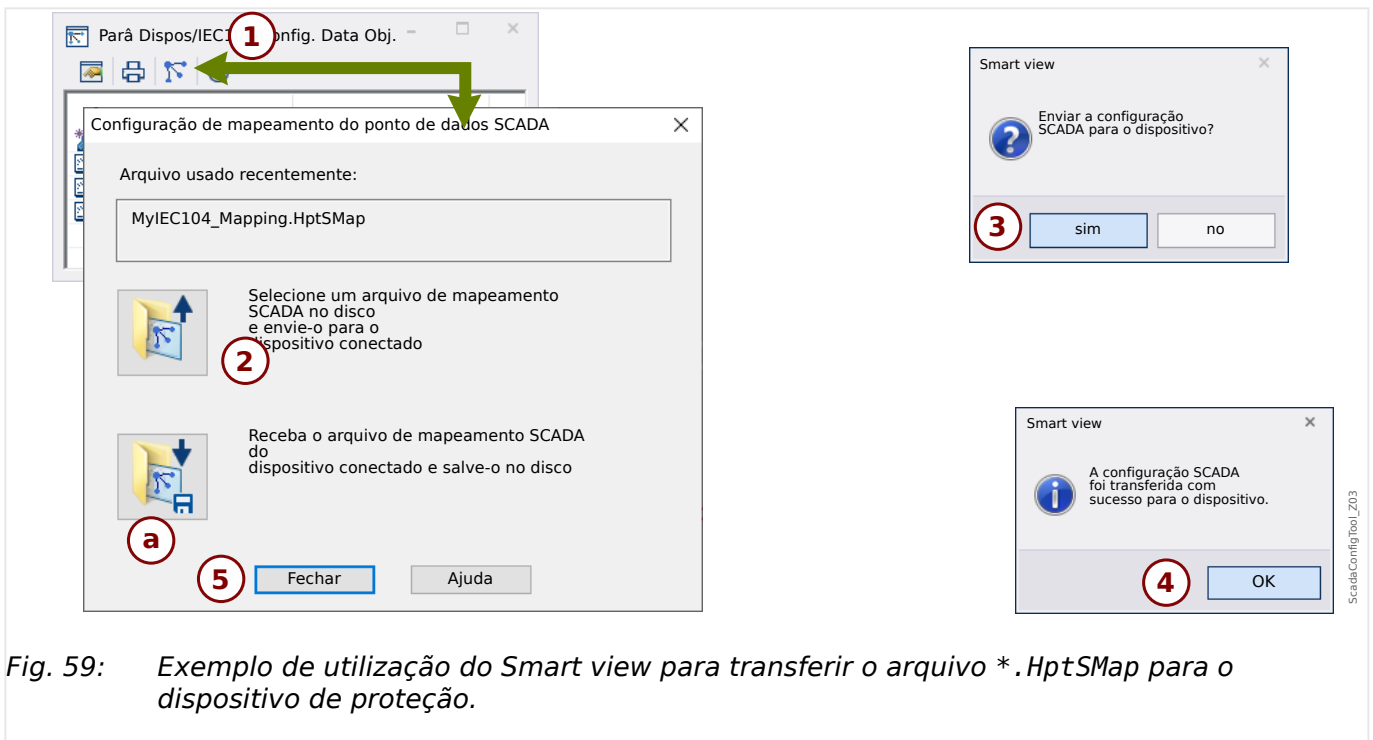 Parâ Dispos/IEC1 onfig. Data Obj.
1
Configuração de mapeamento do ponto de dados SCADA
Arquivo usado recentemente:
MyIEC104_Mapping.HptSMap
Selecione um arquivo de mapeamento
SCADA no disco
e envie-o para o
dispositivo conectado
2
Receba o arquivo de mapeamento SCADA
do
dispositivo conectado e salve-o no disco
a
5
Fechar
Ajuda
Smart view
Enviar a configuração
SCADA para o dispositivo?
3
sim
no
Smart view
A configuração SCADA
foi transferida com
sucesso para o dispositivo.
4
OK
ScadaConfigTool_Z03
Fig. 59: Exemplo de utilização do Smart view para transferir o arquivo *.HptSMap para o
dispositivo de proteção.